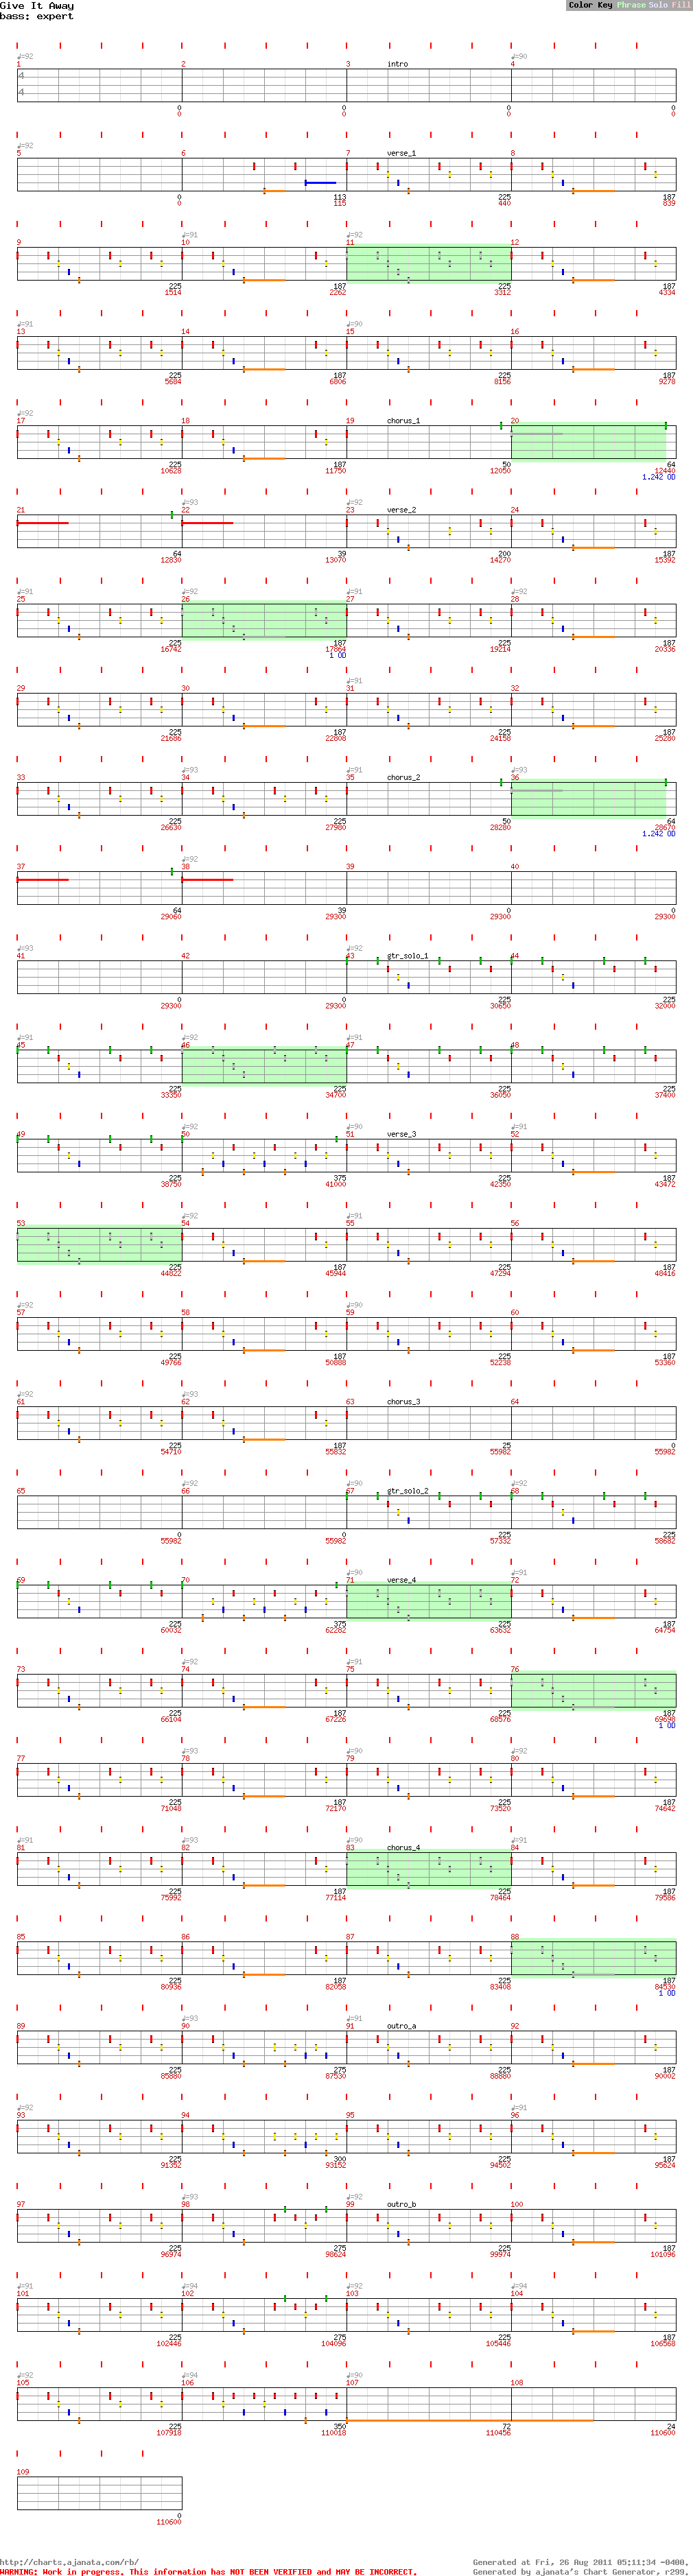 Give It Away
bass: expert
Color Key Phrase Solo Fill
♩=92 ♩=90
1 2 3 intro 4
4
4
0 0 0 0
0 0 0 0
♩=92
5 6 7 verse_1 8
0 113 225 187
0 115 440 839
♩=91 ♩=92
9 10 11 12
225 187 225 187
1514 2262 3312 4334
♩=91 ♩=90
13 14 15 16
225 187 225 187
5684 6806 8156 9278
♩=92
17 18 19 chorus_1 20
225 187 50 64
10628 11750 12050 12440
1.242 OD
♩=93 ♩=92
21 22 23 verse_2 24
64 39 200 187
12830 13070 14270 15392
♩=91 ♩=92 ♩=91 ♩=92
25 26 27 28
225 187 225 187
16742 17864 19214 20336
1 OD
♩=91
29 30 31 32
225 187 225 187
21686 22808 24158 25280
♩=93 ♩=91 ♩=93
33 34 35 chorus_2 36
225 225 50 64
26630 27980 28280 28670
1.242 OD
♩=92
37 38 39 40
64 39 0 0
29060 29300 29300 29300
♩=93 ♩=92
41 42 43 gtr_solo_1 44
0 0 225 225
29300 29300 30650 32000
♩=91 ♩=92 ♩=91
45 46 47 48
225 225 225 225
33350 34700 36050 37400
♩=92 ♩=90 ♩=91
49 50 51 verse_3 52
225 375 225 187
38750 41000 42350 43472
♩=92 ♩=91
53 54 55 56
225 187 225 187
44822 45944 47294 48416
♩=92 ♩=90
57 58 59 60
225 187 225 187
49766 50888 52238 53360
♩=92 ♩=93
61 62 63 chorus_3 64
225 187 25 0
54710 55832 55982 55982
♩=92 ♩=90 ♩=92
65 66 67 gtr_solo_2 68
0 0 225 225
55982 55982 57332 58682
♩=90 ♩=91
69 70 71 verse_4 72
225 375 225 187
60032 62282 63632 64754
♩=92 ♩=91
73 74 75 76
225 187 225 187
66104 67226 68576 69698
1 OD
♩=93 ♩=90 ♩=92
77 78 79 80
225 187 225 187
71048 72170 73520 74642
♩=91 ♩=93 ♩=90 ♩=91
81 82 83 chorus_4 84
225 187 225 187
75992 77114 78464 79586
85 86 87 88
225 187 225 187
80936 82058 83408 84530
1 OD
♩=93 ♩=91
89 90 91 outro_a 92
225 275 225 187
85880 87530 88880 90002
♩=92 ♩=91
93 94 95 96
225 300 225 187
91352 93152 94502 95624
♩=93 ♩=92
97 98 99 outro_b 100
225 275 225 187
96974 98624 99974 101096
♩=91 ♩=94 ♩=92 ♩=94
101 102 103 104
225 275 225 187
102446 104096 105446 106568
♩=92 ♩=94 ♩=90
105 106 107 108
225 350 72 24
107918 110018 110456 110600
109
0
110600
http://charts.ajanata.com/rb/
Generated at Fri, 26 Aug 2011 05:11:34 -0400.
WARNING: Work in progress. This information has NOT BEEN VERIFIED and MAY BE INCORRECT.
Generated by ajanata's Chart Generator, r299.